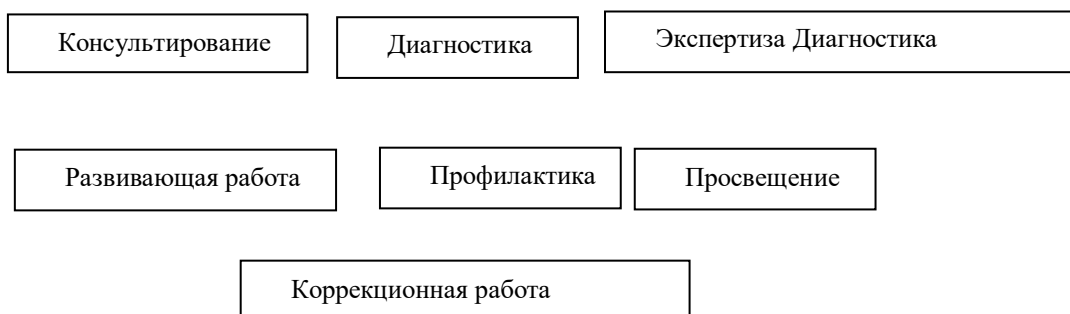 Консультирование
Диагностика
Экспертиза Диагностика
Развивающая работа
Профилактика
Просвещение
Коррекционная работа